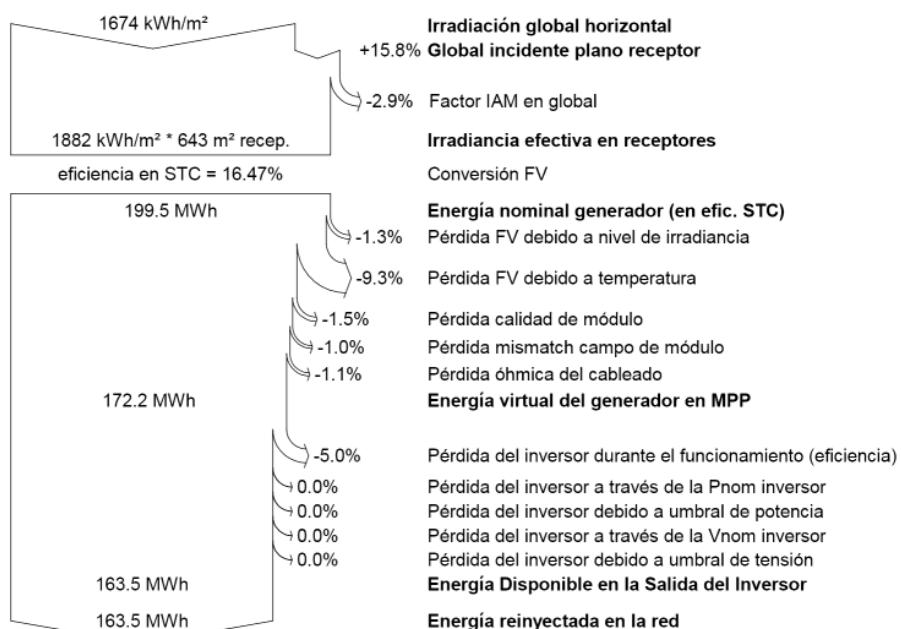 1674 kWh/m² Irradiación global horizontal
+15.8% Global incidente plano receptor
-2.9% Factor IAM en global
1882 kWh/m² * 643 m² recep. Irradiancia efectiva en receptores
eficiencia en STC = 16.47% Conversión FV
199.5 MWh Energía nominal generador (en efic. STC)
-1.3% Pérdida FV debido a nivel de irradiancia
-9.3% Pérdida FV debido a temperatura
-1.5% Pérdida calidad de módulo
-1.0% Pérdida mismatch campo de módulo
-1.1% Pérdida óhmica del cableado
172.2 MWh Energía virtual del generador en MPP
-5.0% Pérdida del inversor durante el funcionamiento (eficiencia)
0.0% Pérdida del inversor a través de la Pnom inversor
0.0% Pérdida del inversor debido a umbral de potencia
0.0% Pérdida del inversor a través de la Vnom inversor
0.0% Pérdida del inversor debido a umbral de tensión
163.5 MWh Energía Disponible en la Salida del Inversor
163.5 MWh Energía reinyectada en la red